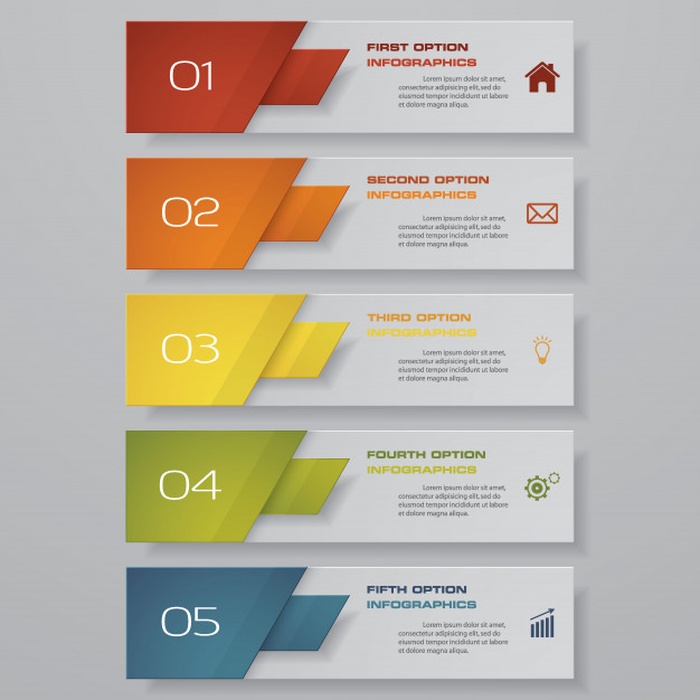 01
FIRST OPTION
INFOGRAPHICS
Lorem ipsum dolor sit amet,
consectetur adipisicing elit, sed do
eiusmod tempor incididunt ut labore
et dolore magna aliqua.
02
SECOND OPTION
INFOGRAPHICS
Lorem ipsum dolor sit amet,
consectetur adipisicing elit, sed do
eiusmod tempor incididunt ut labore
et dolore magna aliqua.
03
THIRD OPTION
INFOGRAPHICS
Lorem ipsum dolor sit amet,
consectetur adipisicing elit, sed do
eiusmod tempor incididunt ut labore
et dolore magna aliqua.
04
FOURTH OPTION
INFOGRAPHICS
Lorem ipsum dolor sit amet,
consectetur adipisicing elit, sed do
eiusmod tempor incididunt ut labore
et dolore magna aliqua.
05
FIFTH OPTION
INFOGRAPHICS
Lorem ipsum dolor sit amet,
consectetur adipisicing elit, sed do
eiusmod tempor incididunt ut labore
et dolore magna aliqua.